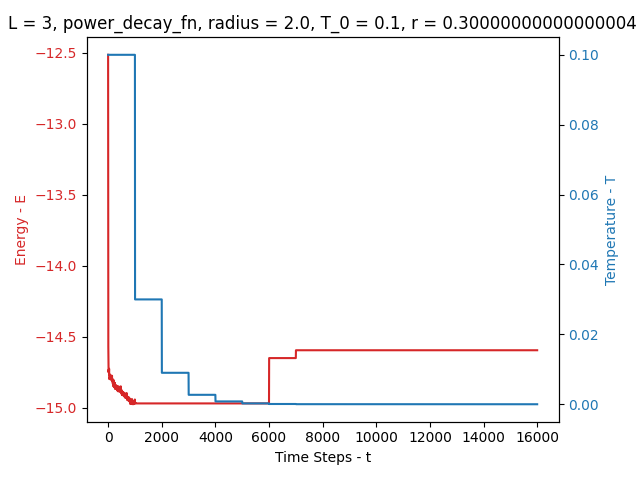 L = 3, power_decay_fn, radius = 2.0, T_0 = 0.1, r = 0.30000000000000004
−12.5
−13.0
−13.5
−14.0
−14.5
−15.0
Energy - E
0.10
0.08
0.06
0.04
0.02
0.00
Temperature - T
0 2000 4000 6000 8000 10000 12000 14000 16000
Time Steps - t